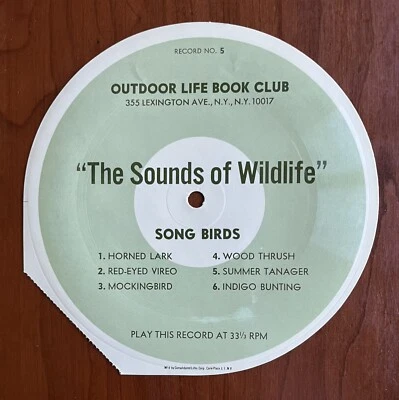 RECORD NO. 5
OUTDOOR LIFE BOOK CLUB
355 LEXINGTON AVE., N.Y., N.Y. 10017
"The Sounds of Wildlife"
SONG BIRDS
1. HORNED LARK
2. RED-EYED VIREO
3. MOCKINGBIRD
4. WOOD THRUSH
5. SUMMER TANAGER
6. INDIGO BUNTING
PLAY THIS RECORD AT 33⅓ RPM